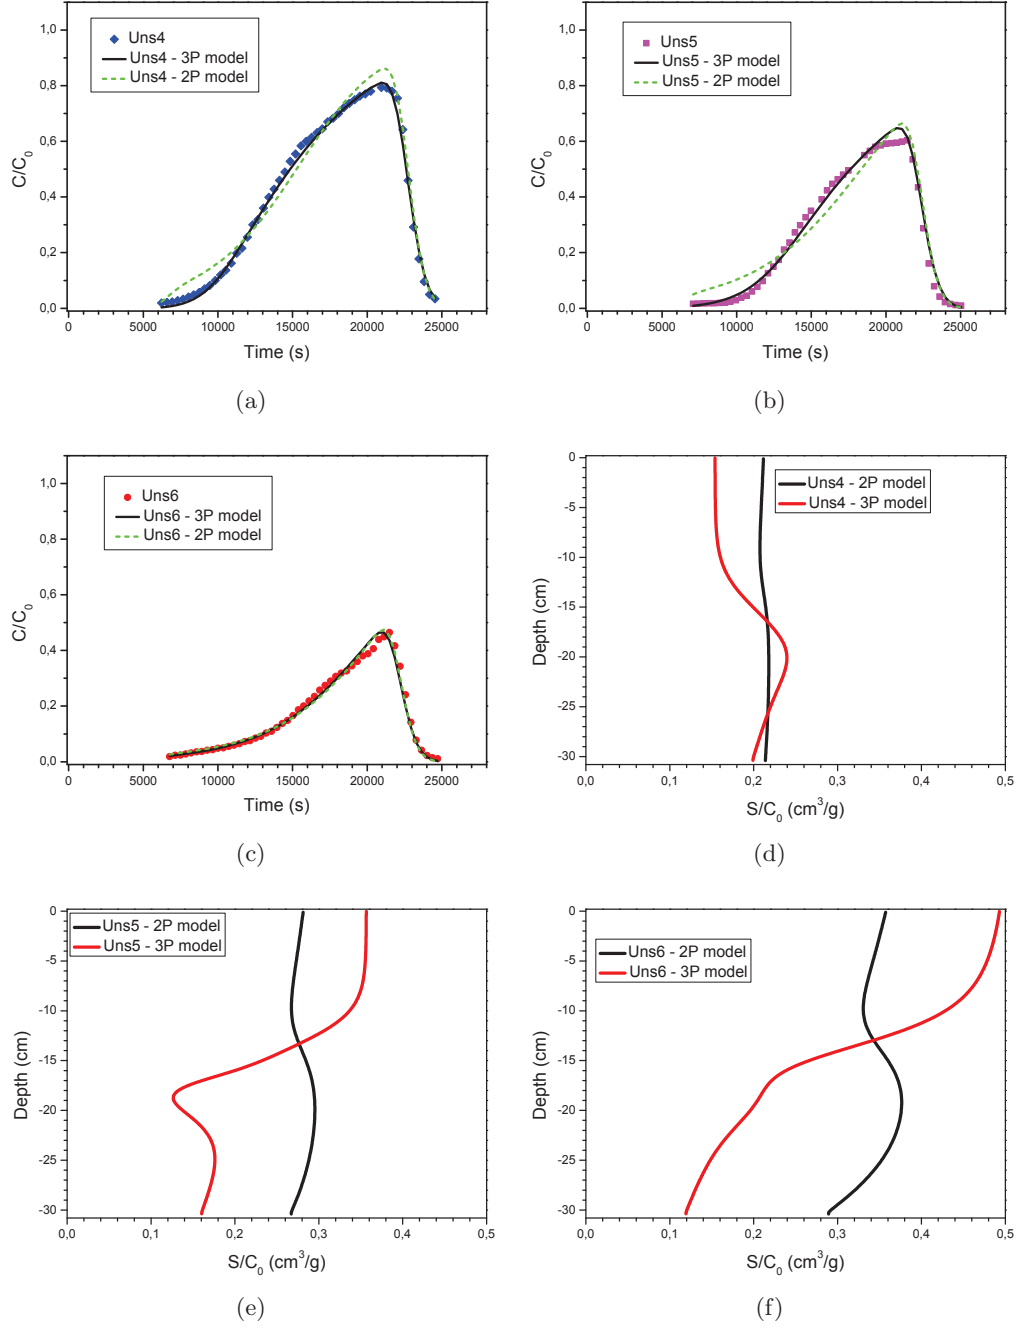 1,0
0,8
0,6
0,4
0,2
0,0
C/C0
Uns4
Uns4 - 3P model
Uns4 - 2P model
0 5000 10000 15000 20000 25000
Time (s)
(a)
1,0
0,8
0,6
0,4
0,2
0,0
C/C0
Uns5
Uns5 - 3P model
Uns5 - 2P model
0 5000 10000 15000 20000 25000
Time (s)
(b)
1,0
0,8
0,6
0,4
0,2
0,0
C/C0
Uns6
Uns6 - 3P model
Uns6 - 2P model
0 5000 10000 15000 20000 25000
Time (s)
(c)
0
-5
-10
-15
-20
-25
-30
Depth (cm)
Uns4 - 2P model
Uns4 - 3P model
0,0 0,1 0,2 0,3 0,4 0,5
S/C0 (cm3/g)
(d)
0
-5
-10
-15
-20
-25
-30
Depth (cm)
Uns5 - 2P model
Uns5 - 3P model
0,0 0,1 0,2 0,3 0,4 0,5
S/C0 (cm3/g)
(e)
0
-5
-10
-15
-20
-25
-30
Depth (cm)
Uns6 - 2P model
Uns6 - 3P model
0,0 0,1 0,2 0,3 0,4 0,5
S/C0 (cm3/g)
(f)